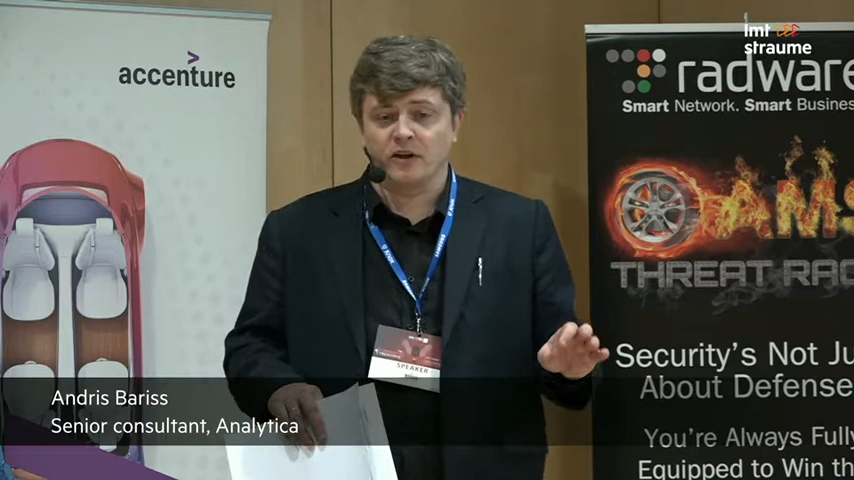 accenture
lmt
straume
radware
Smart Network. Smart Business
THREAT RAC
Security's Not Ju
About Defense
You're Always Fully
Equipped to Win th
SPEAKER
Andris Bariss
Senior consultant, Analytica